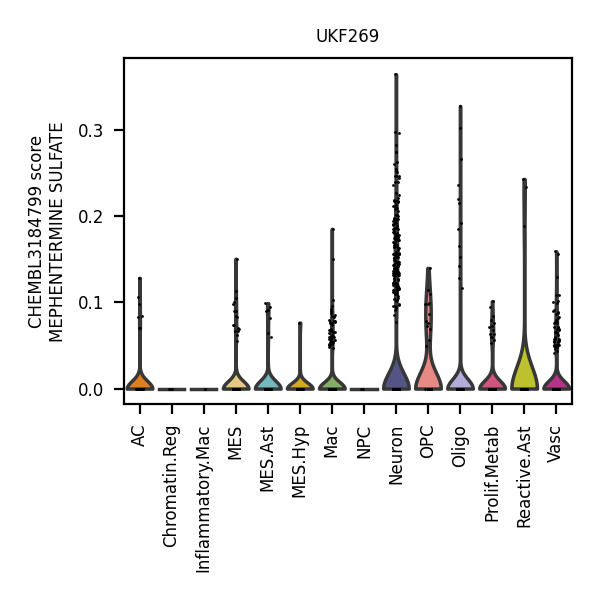 UKF269
CHEMBL3184799 score
MEPHENTERMINE SULFATE
0.3
0.2
0.1
0.0
AC
Chromatin.Reg
Inflammatory.Mac
MES
MES.Ast
MES.Hyp
Mac
NPC
Neuron
OPC
Oligo
Prolif.Metab
Reactive.Ast
Vasc